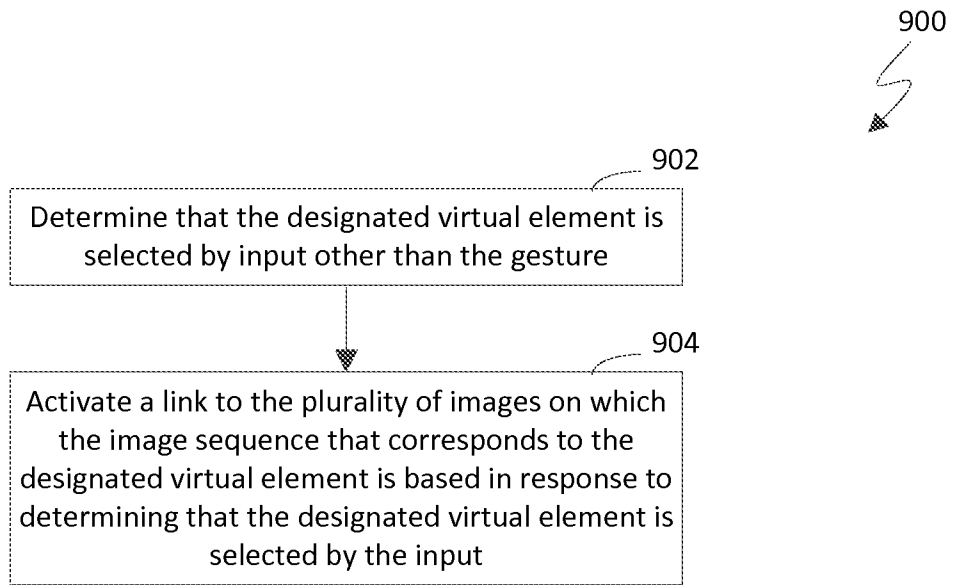 900
902
Determine that the designated virtual element is
selected by input other than the gesture
904
Activate a link to the plurality of images on which
the image sequence that corresponds to the
designated virtual element is based in response to
determining that the designated virtual element is
selected by the input